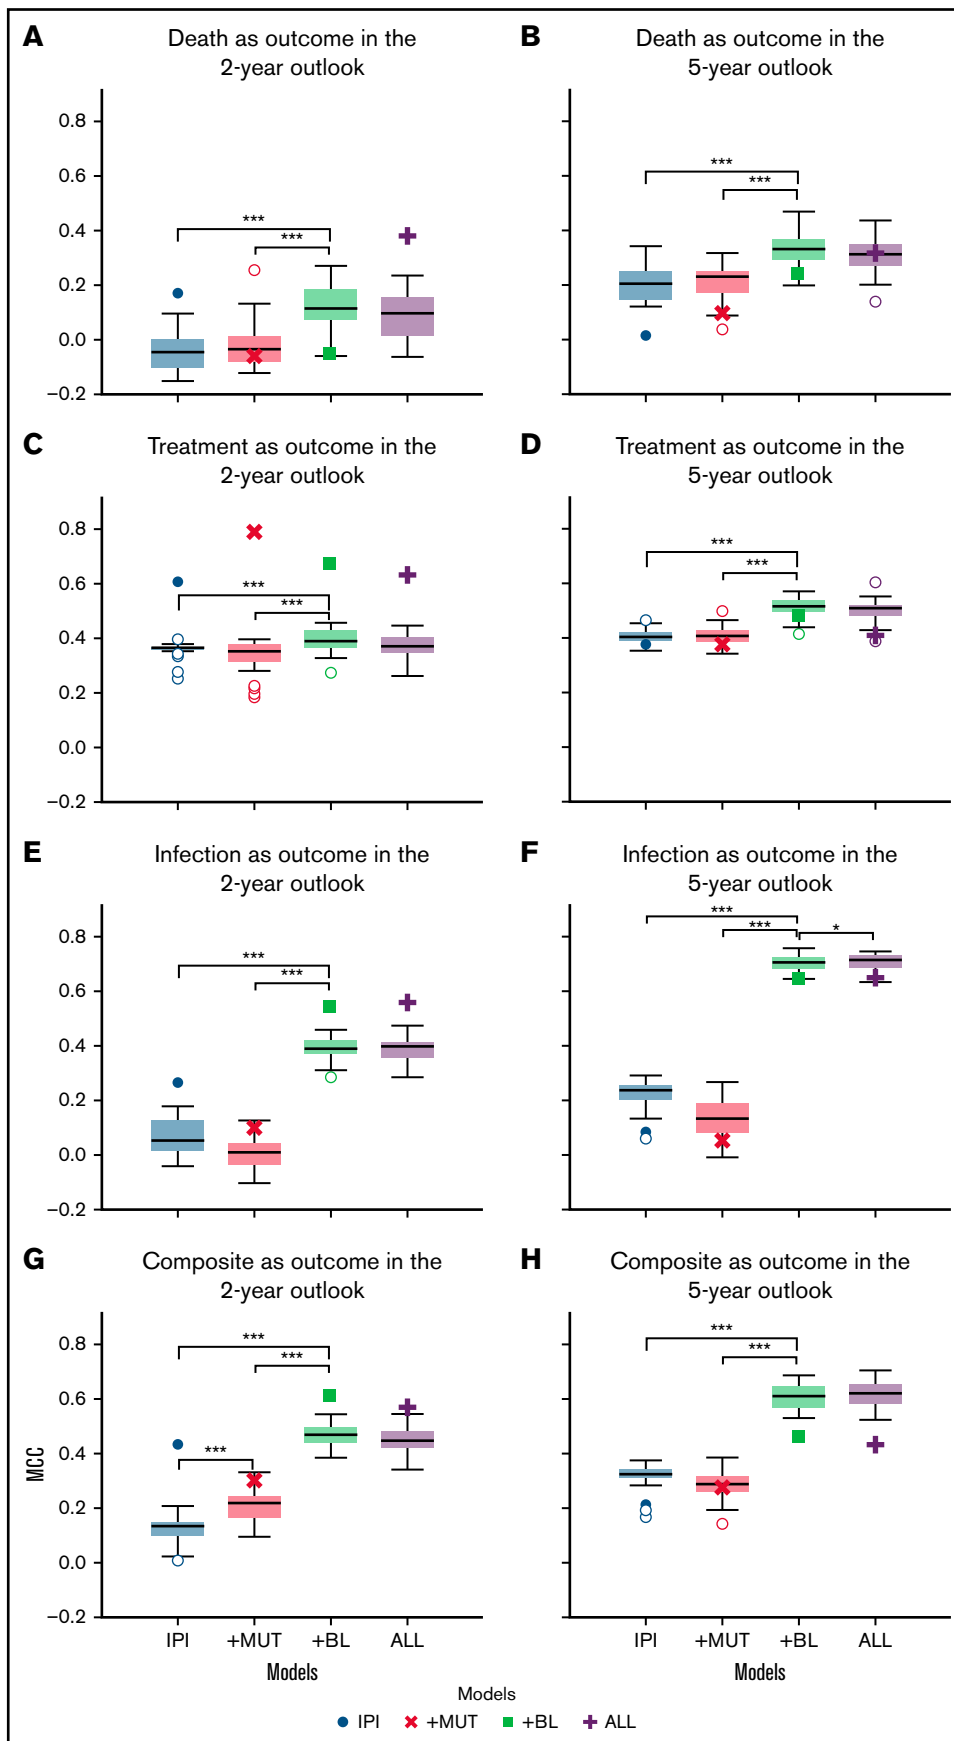 A
Death as outcome in the
2-year outlook
0.8
0.6
0.4
0.2
0.0
−0.2
***
***
B
Death as outcome in the
5-year outlook
***
***
C
Treatment as outcome in the
2-year outlook
0.8
0.6
0.4
0.2
0.0
−0.2
***
***
D
Treatment as outcome in the
5-year outlook
***
***
E
Infection as outcome in the
2-year outlook
0.8
0.6
0.4
0.2
0.0
−0.2
***
***
F
Infection as outcome in the
5-year outlook
***
***
*
G
Composite as outcome in the
2-year outlook
MCC
0.8
0.6
0.4
0.2
0.0
−0.2
***
***
***
IPI +MUT +BL ALL
Models
H
Composite as outcome in the
5-year outlook
***
***
IPI +MUT +BL ALL
Models
Models
IPI +MUT +BL ALL